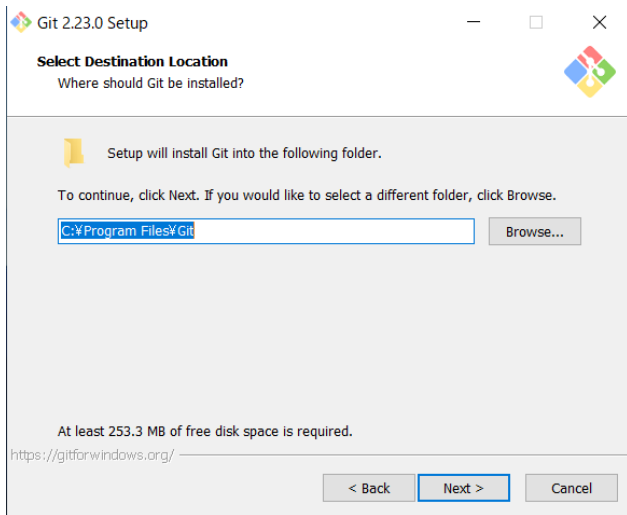 Git 2.23.0 Setup
Select Destination Location
Where should Git be installed?
Setup will install Git into the following folder.
To continue, click Next. If you would like to select a different folder, click Browse.
C:¥Program Files¥Git
Browse...
At least 253.3 MB of free disk space is required.
https://gitforwindows.org/
< Back
Next >
Cancel